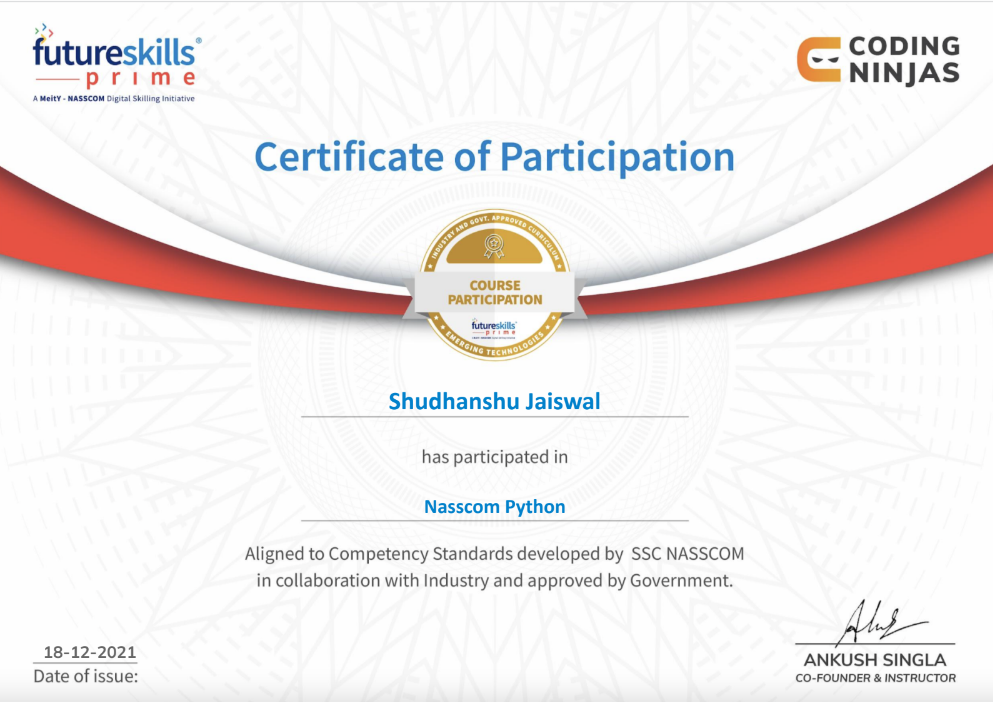 futureskills®
prime
A MeitY - NASSCOM Digital Skilling Initiative
CODING
NINJAS
Certificate of Participation
INDUSTRY AND GOVT. APPROVED CURRICULUM
COURSE
PARTICIPATION
futureskills
prime
EMERGING TECHNOLOGIES
Shudhanshu Jaiswal
has participated in
Nasscom Python
Aligned to Competency Standards developed by SSC NASSCOM
in collaboration with Industry and approved by Government.
18-12-2021
Date of issue:
ANKUSH SINGLA
CO-FOUNDER & INSTRUCTOR